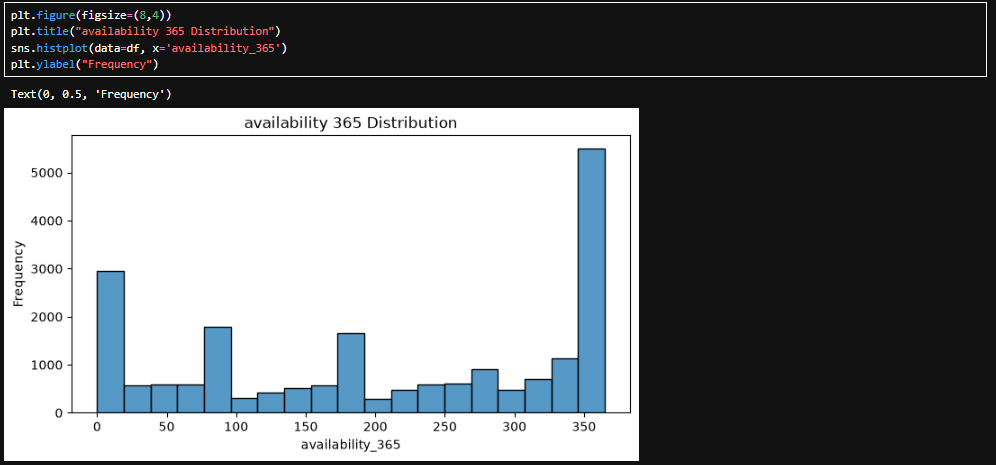 plt.figure(figsize=(8,4))
plt.title("availability 365 Distribution")
sns.histplot(data=df, x='availability_365')
plt.ylabel("Frequency")
Text(0, 0.5, 'Frequency')
availability 365 Distribution
5000
4000
3000
2000
1000
0
Frequency
0 50 100 150 200 250 300 350
availability_365